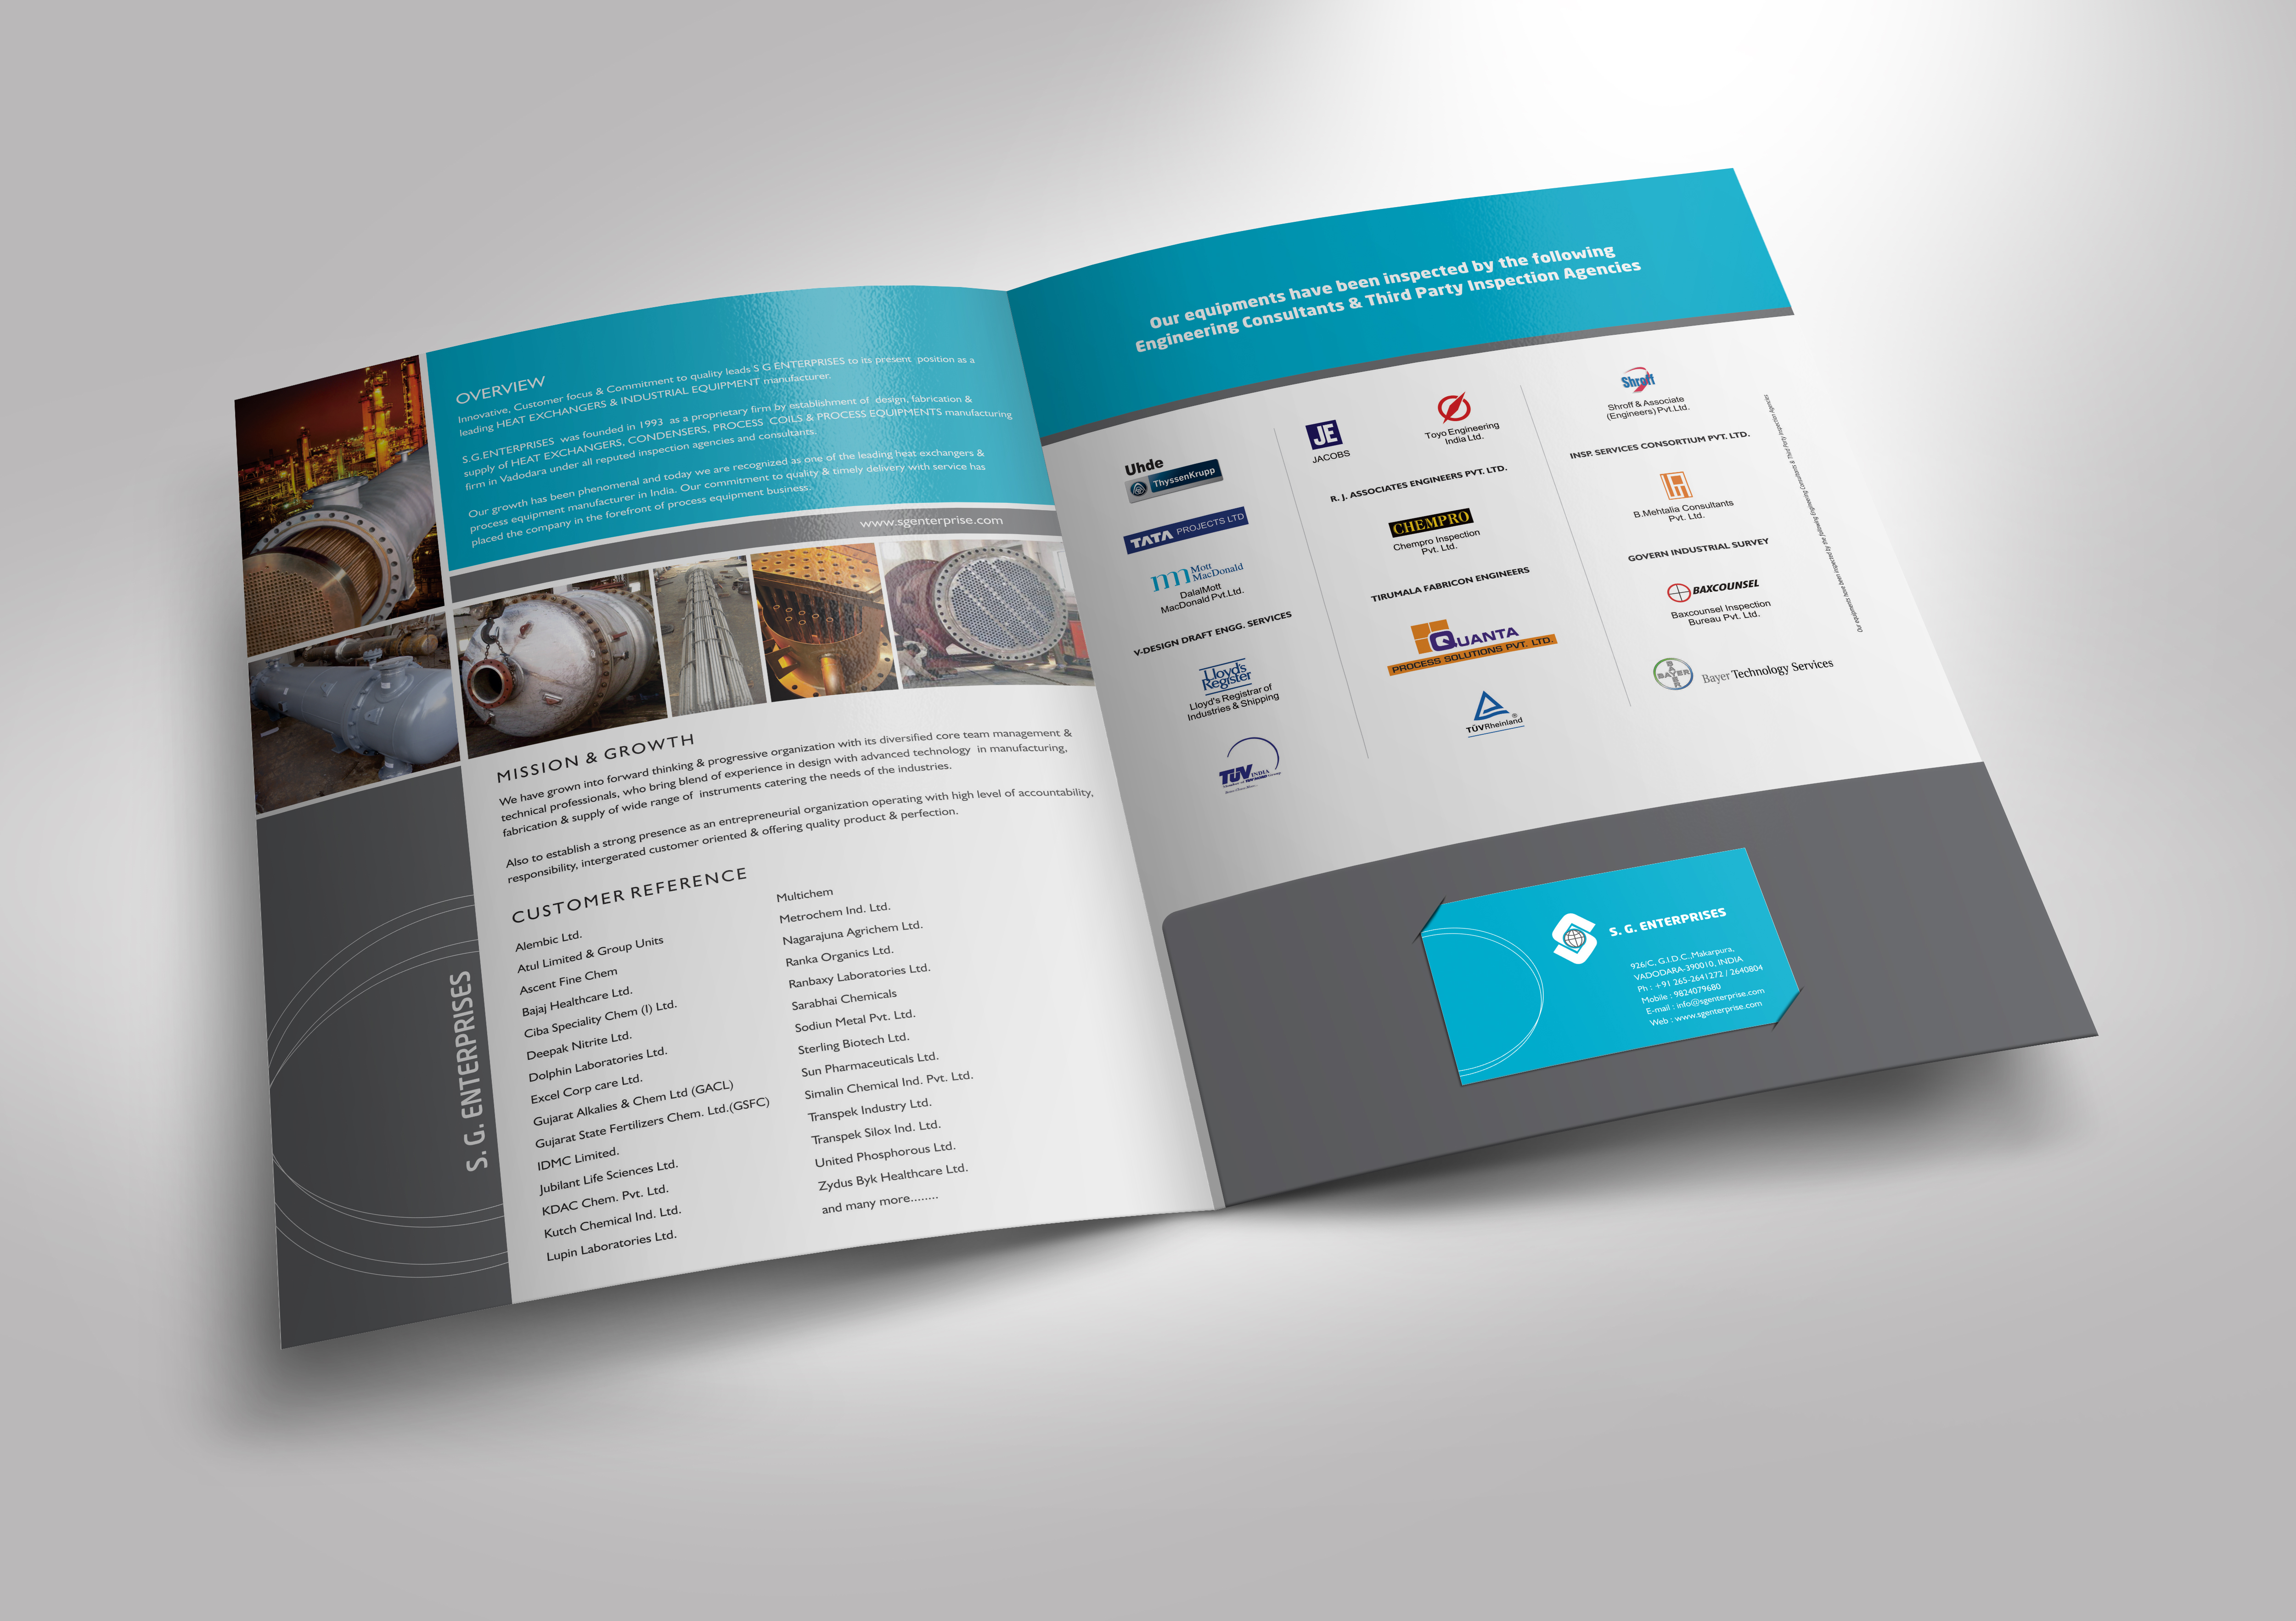 OVERVIEW
Innovative, Customer focus & Commitment to quality leads S G ENTERPRISES to its present position as a
leading HEAT EXCHANGERS & INDUSTRIAL EQUIPMENT manufacturer.
S.G.ENTERPRISES was founded in 1993 as a proprietary firm by establishment of design, fabrication &
supply of HEAT EXCHANGERS, CONDENSERS, PROCESS COILS & PROCESS EQUIPMENTS manufacturing
firm in Vadodara under all reputed inspection agencies and consultants.
Our growth has been phenomenal and today we are recognized as one of the leading heat exchangers &
process equipment manufacturer in India. Our commitment to quality & timely delivery with service has
placed the company in the forefront of process equipment business.
www.sgenterprise.com
MISSION & GROWTH
We have grown into forward thinking & progressive organization with its diversified core team management &
technical professionals, who bring blend of experience in design with advanced technology in manufacturing,
fabrication & supply of wide range of instruments catering the needs of the industries.
Also to establish a strong presence as an entrepreneurial organization operating with high level of accountability,
responsibility, intergerated customer oriented & offering quality product & perfection.
CUSTOMER REFERENCE
Alembic Ltd.
Atul Limited & Group Units
Ascent Fine Chem
Bajaj Healthcare Ltd.
Ciba Speciality Chem (I) Ltd.
Deepak Nitrite Ltd.
Dolphin Laboratories Ltd.
Excel Corp care Ltd.
Gujarat Alkalies & Chem Ltd (GACL)
Gujarat State Fertilizers Chem. Ltd.(GSFC)
IDMC Limited.
Jubilant Life Sciences Ltd.
KDAC Chem. Pvt. Ltd.
Kutch Chemical Ind. Ltd.
Lupin Laboratories Ltd.
Multichem
Metrochem Ind. Ltd.
Nagarajuna Agrichem Ltd.
Ranka Organics Ltd.
Ranbaxy Laboratories Ltd.
Sarabhai Chemicals
Sodiun Metal Pvt. Ltd.
Sterling Biotech Ltd.
Sun Pharmaceuticals Ltd.
Simalin Chemical Ind. Pvt. Ltd.
Transpek Industry Ltd.
Transpek Silox Ind. Ltd.
United Phosphorous Ltd.
Zydus Byk Healthcare Ltd.
and many more........
S. G. ENTERPRISES
Our equipments have been inspected by the following
Engineering Consultants & Third Party Inspection Agencies
Uhde
ThyssenKrupp
TATA PROJECTS LTD
Mott
MacDonald
DalalMott
MacDonald Pvt.Ltd.
V-DESIGN DRAFT ENGG. SERVICES
Lloyd's
Register
Lloyd's Registrar of
Industries & Shipping
TÜV INDIA
JE
JACOBS
Toyo Engineering
India Ltd.
R. J. ASSOCIATES ENGINEERS PVT. LTD.
CHEMPRO
Chempro Inspection
Pvt. Ltd.
TIRUMALA FABRICON ENGINEERS
QUANTA
PROCESS SOLUTIONS PVT. LTD.
TÜVRheinland®
Shroff
Shroff & Associate
(Engineers) Pvt.Ltd.
INSP. SERVICES CONSORTIUM PVT. LTD.
B.Mehtalia Consultants
Pvt. Ltd.
GOVERN INDUSTRIAL SURVEY
BAXCOUNSEL
Baxcounsel Inspection
Bureau Pvt. Ltd.
BAYER
Bayer Technology Services
Our equipments have been inspected by the following Engineering Consultants & Third Party Inspection Agencies
S. G. ENTERPRISES
926/C, G.I.D.C.,Makarpura,
VADODARA-390010, INDIA
Ph : +91 265-2641272 / 2640804
Mobile : 9824079680
E-mail : info@sgenterprise.com
Web : www.sgenterprise.com